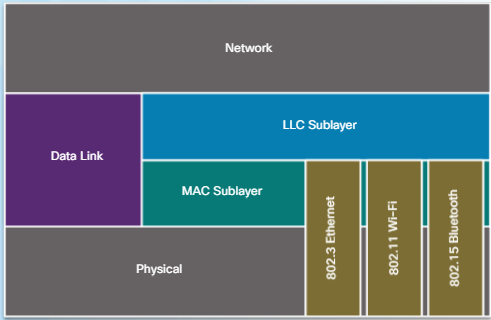 Network
Data Link
LLC Sublayer
MAC Sublayer
802.3 Ethernet
802.11 Wi-Fi
802.15 Bluetooth
Physical